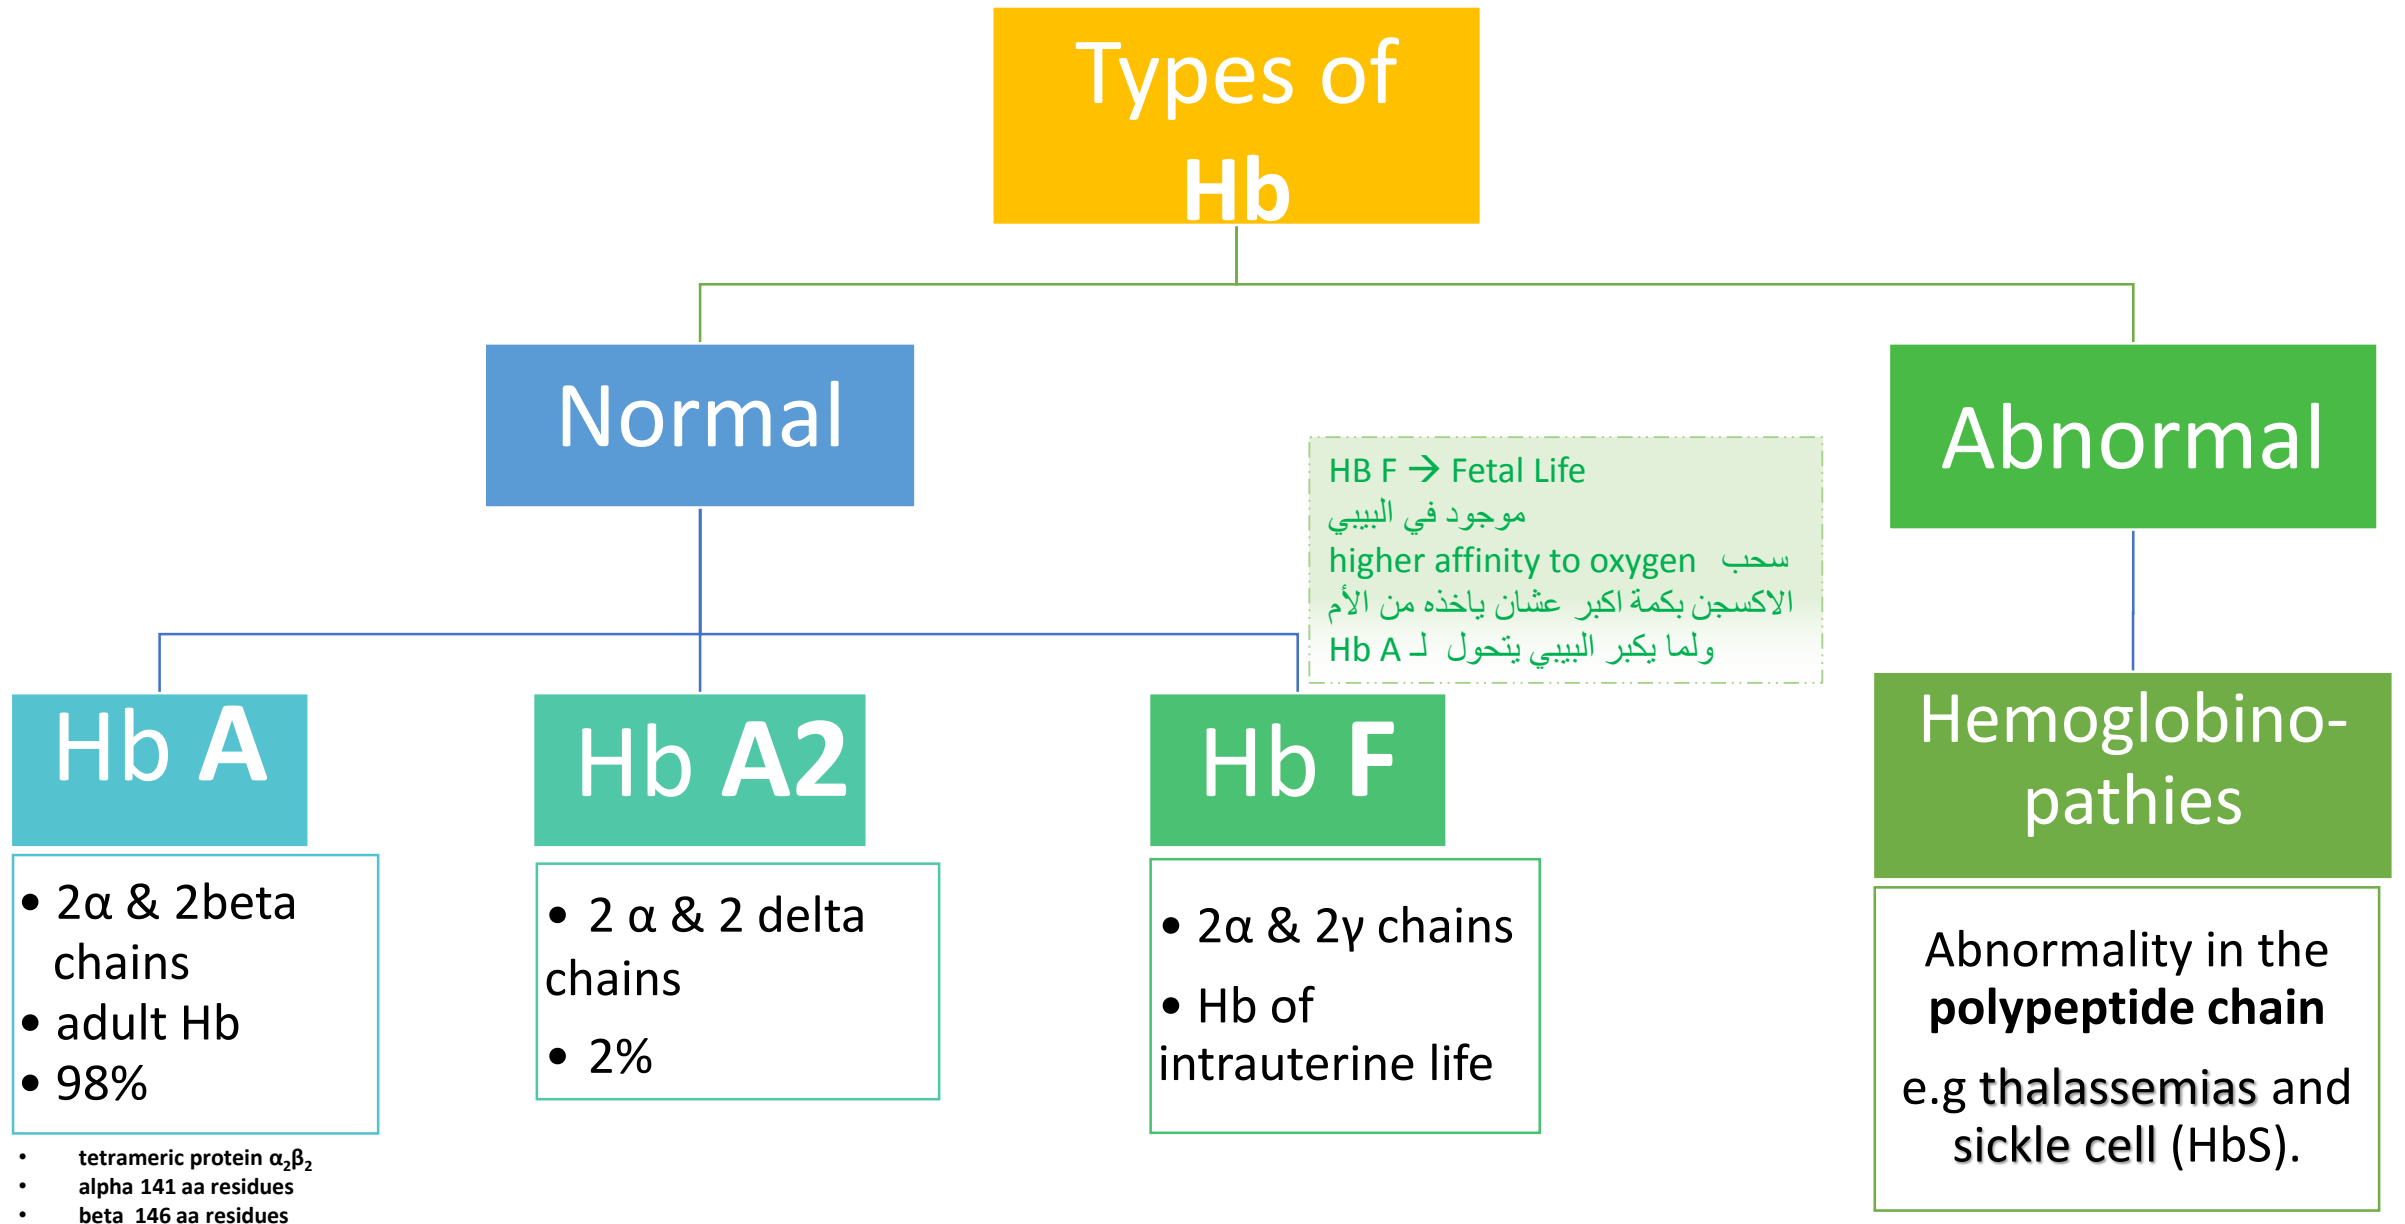 Types of
Hb
Normal
Abnormal
HB F → Fetal Life
موجود في البيبي
higher affinity to oxygen سحب
الاكسجن بكمة اكبر عشان ياخذه من الأم
ولما يكبر البيبي يتحول لـ Hb A
Hb A
• 2α & 2beta
chains
• adult Hb
• 98%
• tetrameric protein α₂β₂
• alpha 141 aa residues
• beta 146 aa residues
Hb A2
• 2 α & 2 delta
chains
• 2%
Hb F
• 2α & 2γ chains
• Hb of
intrauterine life
Hemoglobino-
pathies
Abnormality in the
polypeptide chain
e.g thalassemias and
sickle cell (HbS).